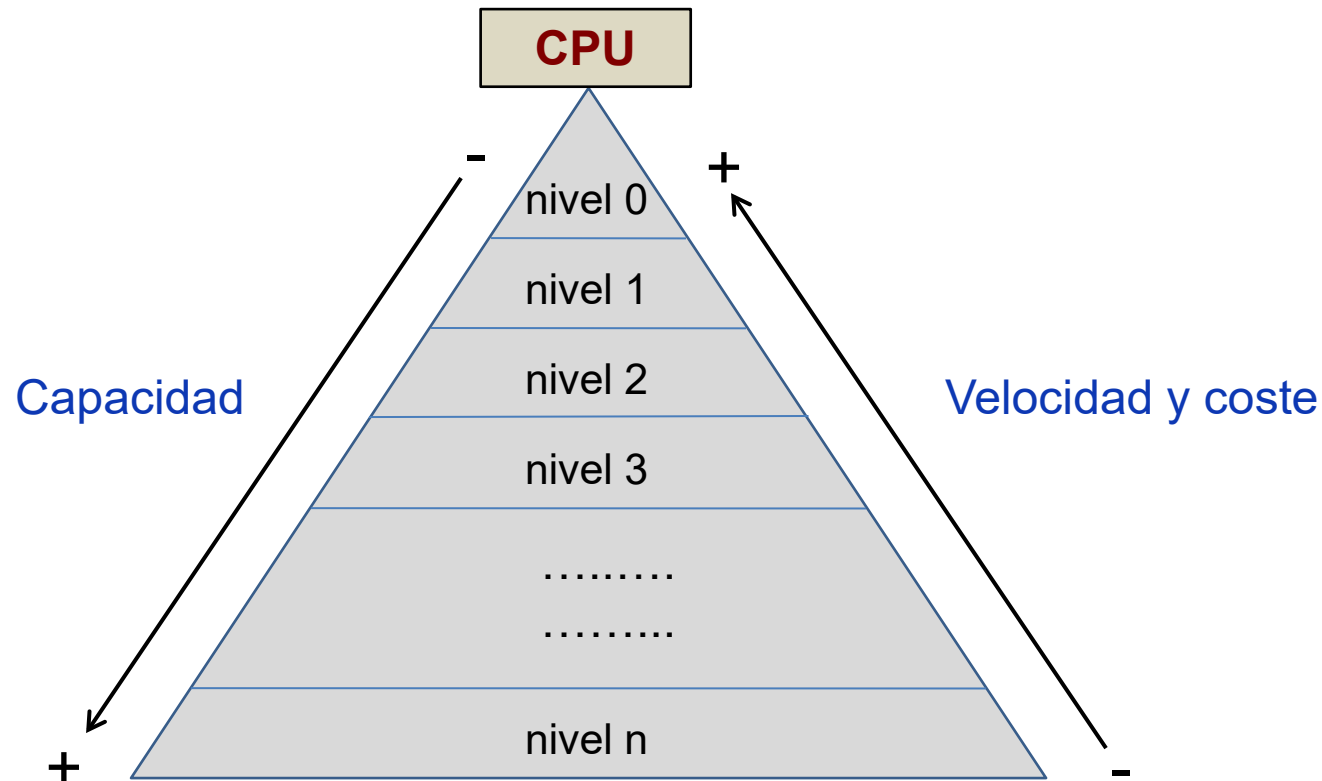 CPU
-
+
nivel 0
nivel 1
nivel 2
Capacidad
Velocidad y coste
nivel 3
…..….
……...
nivel n
+
-